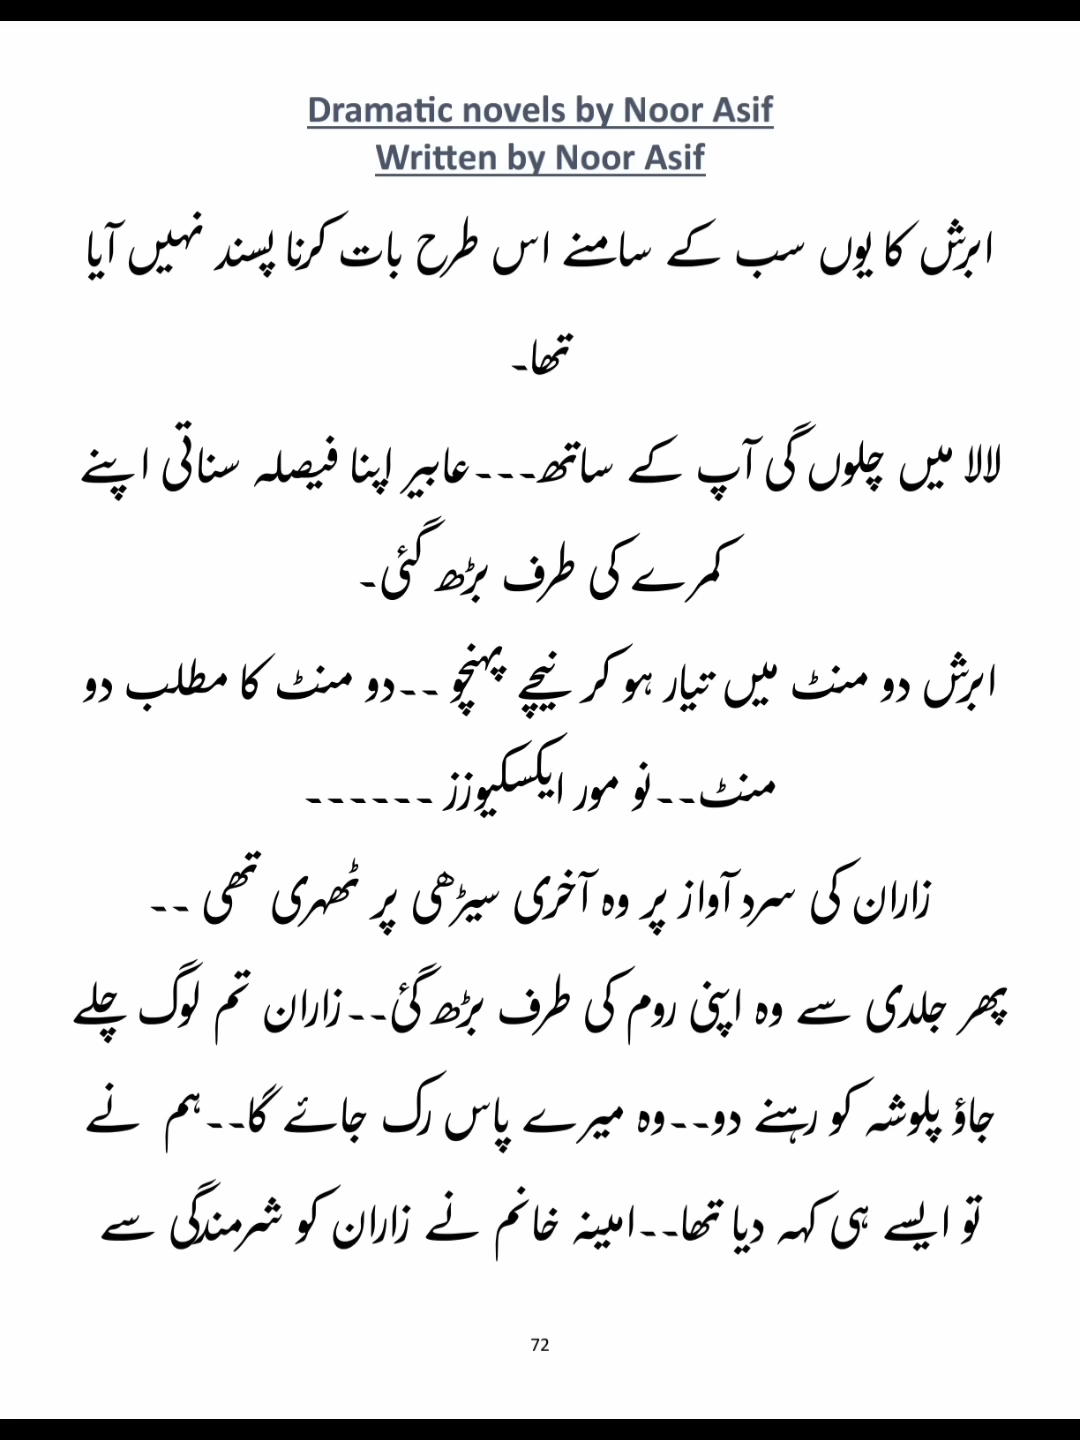 Dramatic novels by Noor Asif
Written by Noor Asif
ابرش کا یوں سب کے سامنے اس طرح بات کرنا پسند نہیں آیا
تھا۔
لالا میں چلوں گی آپ کے ساتھ۔۔۔عابیر اپنا فیصلہ سناتی اپنے
کمرے کی طرف بڑھ گئی۔
ابرش دو منٹ میں تیار ہو کر نیچے پہنچو ۔۔دو منٹ کا مطلب دو
منٹ۔۔نو مور ایکسکیوزز ۔۔۔۔۔۔
زاران کی سرد آواز پر وہ آخری سیڑھی پر ٹھہری تھی ۔۔
پھر جلدی سے وہ اپنی روم کی طرف بڑھ گئ۔۔زاران تم لوگ چلے
جاؤ پلوشہ کو رہنے دو۔۔وہ میرے پاس رک جائے گا۔۔ہم نے
تو ایسے ہی کہہ دیا تھا۔۔امینہ خانم نے زاران کو شرمندگی سے
72